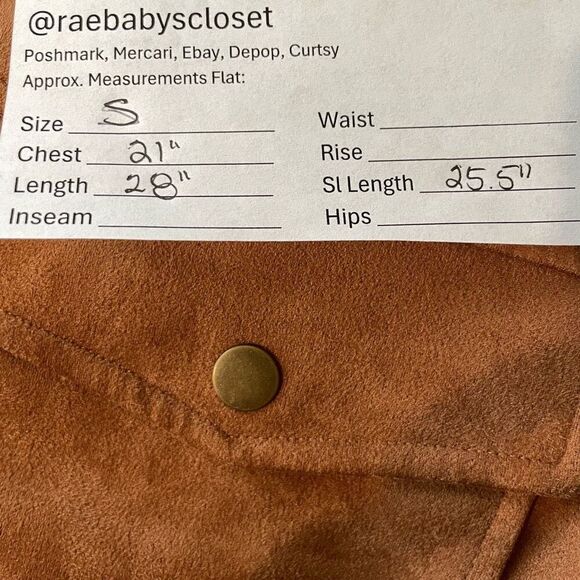 @raebabyscloset
Poshmark, Mercari, Ebay, Depop, Curtsy
Approx. Measurements Flat:
Size S Waist
Chest 21" Rise
Length 28" Sl Length 25.5"
Inseam Hips